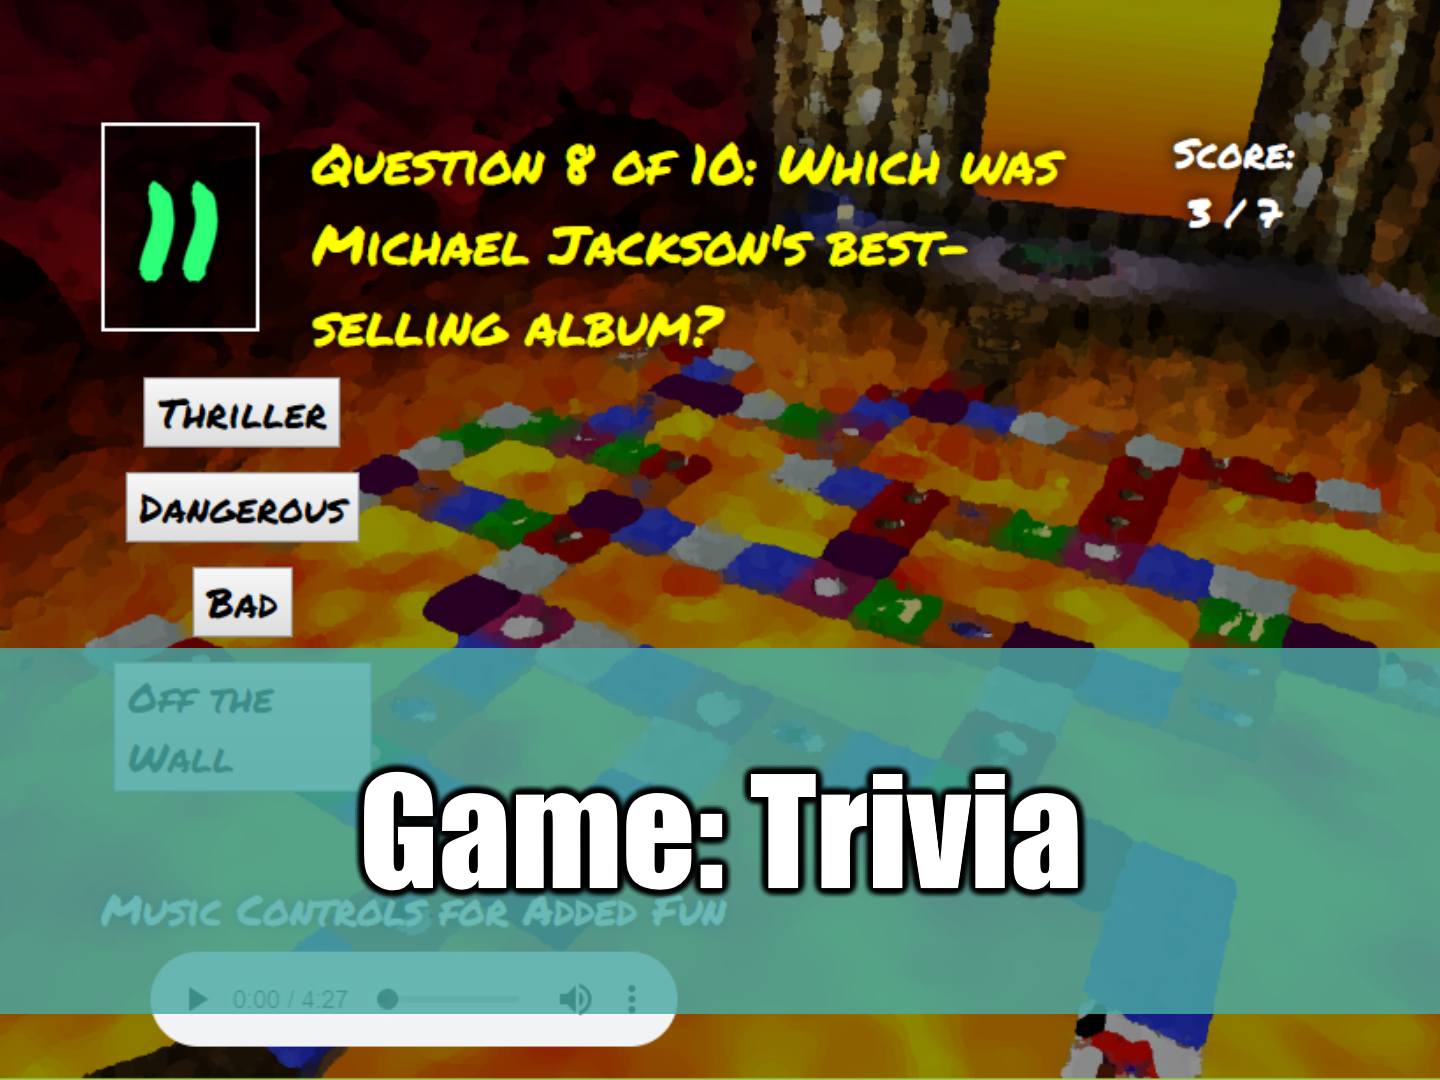 11
Question 8 of 10: Which was
Michael Jackson's best-
selling album?
Score:
3 / 7
Thriller
Dangerous
Bad
Off the
Wall
Game: Trivia
Music Controls for Added Fun
0:00 / 4:27